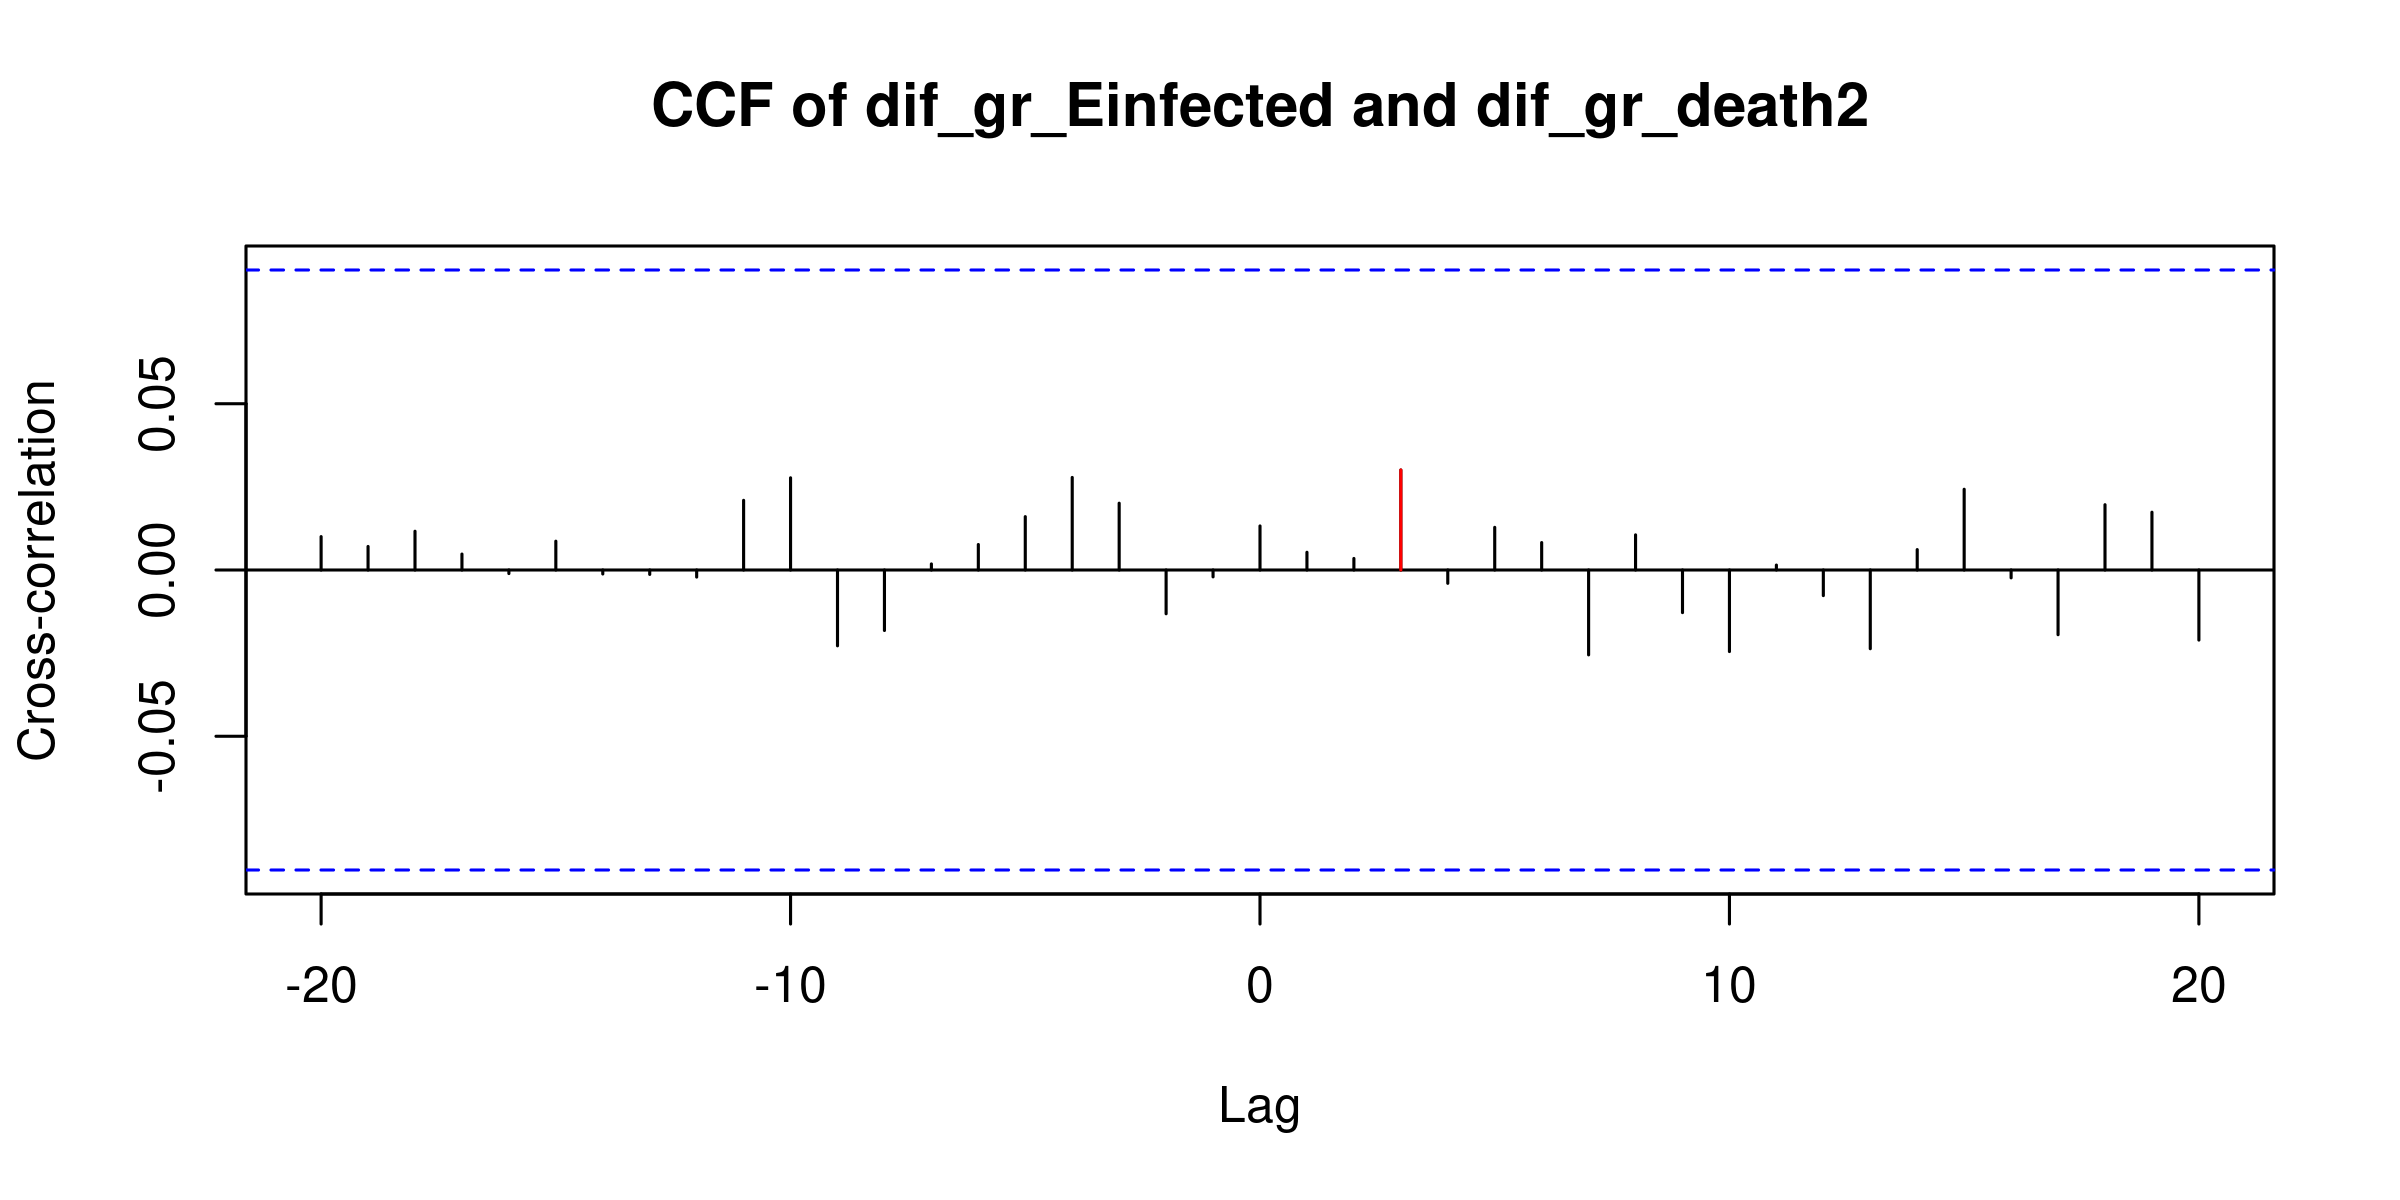 CCF of dif_gr_Einfected and dif_gr_death2
Cross-correlation
0.05
0.00
-0.05
-20 -10 0 10 20
Lag